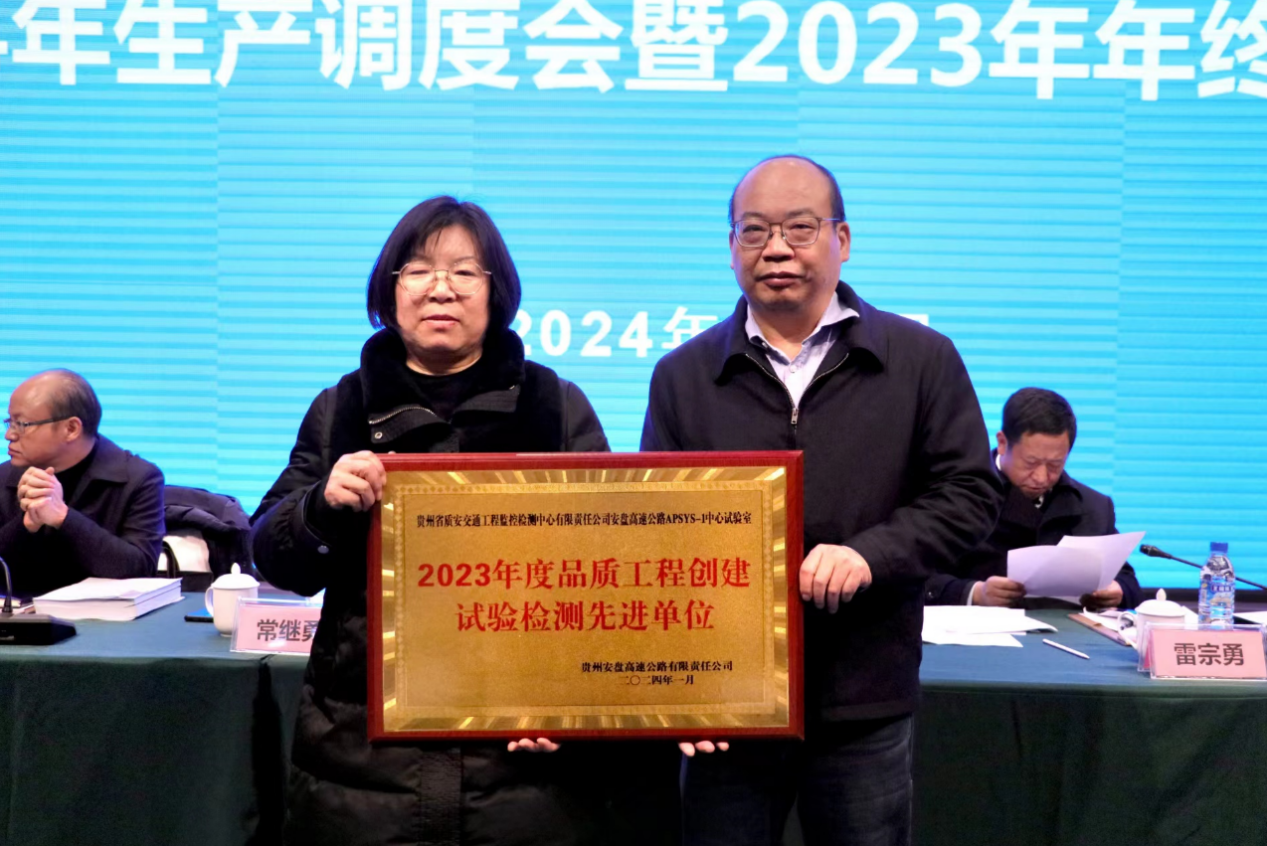 年生产调度会暨2023年年终
2024年
贵州省质安交通工程监控检测中心有限责任公司安盘高速公路APSYS-1中心试验室
2023年度品质工程创建
试验检测先进单位
贵州安盘高速公路有限责任公司
二〇二四年一月
常继勇
雷宗勇